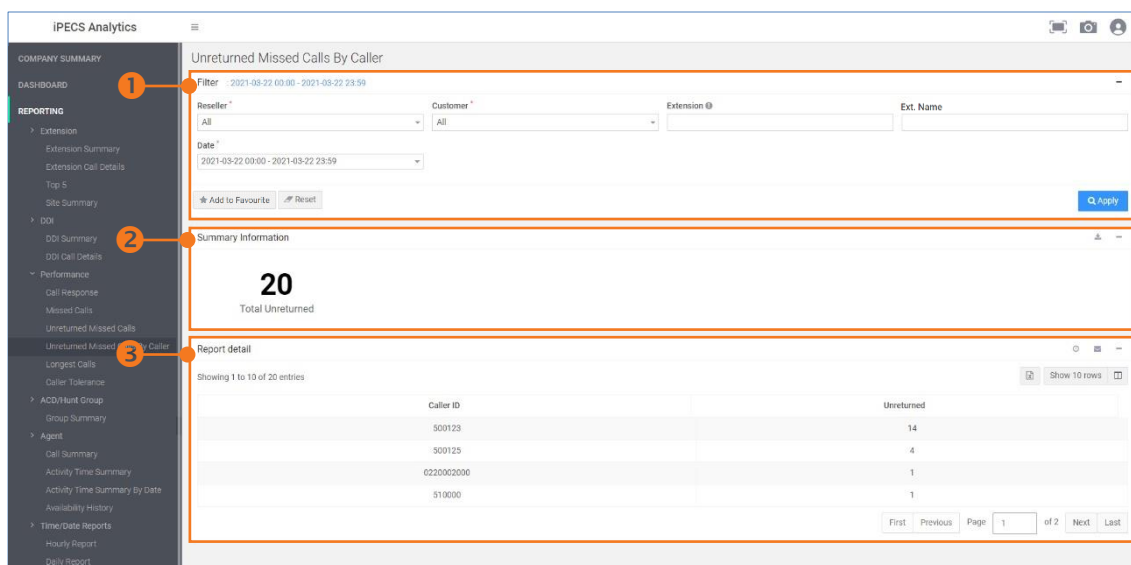 iPECS Analytics
COMPANY SUMMARY
DASHBOARD
REPORTING
> Extension
Extension Summary
Extension Call Details
Top 5
Site Summary
> DDI
DDI Summary
DDI Call Details
Performance
Call Response
Missed Calls
Unreturned Missed Calls
Unreturned Missed By Caller
Longest Calls
Caller Tolerance
> ACD/Hunt Group
Group Summary
> Agent
Call Summary
Activity Time Summary
Activity Time Summary By Date
Availability History
> Time/Date Reports
Hourly Report
Daily Report
Unreturned Missed Calls By Caller
1
Filter 2021-03-22 00:00 - 2021-03-22 23:59
Reseller * Customer * Extension Ext. Name
All All
Date *
2021-03-22 00:00 - 2021-03-22 23:59
Add to Favourite Reset Apply
2
Summary Information
20
Total Unreturned
3
Report detail
Showing 1 to 10 of 20 entries Show 10 rows
Caller ID Unreturned
500123 14
500125 4
0220002000 1
510000 1
First Previous Page 1 of 2 Next Last